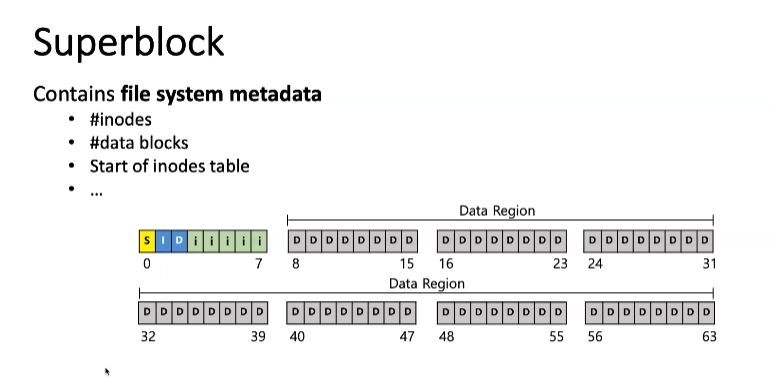 Superblock
Contains file system metadata
• #inodes
• #data blocks
• Start of inodes table
• ...
Data Region
S I D i i i i i D D D D D D D D D D D D D D D D D D D D D D D D
0 7 8 15 16 23 24 31
Data Region
D D D D D D D D D D D D D D D D D D D D D D D D D D D D D D D D
32 39 40 47 48 55 56 63